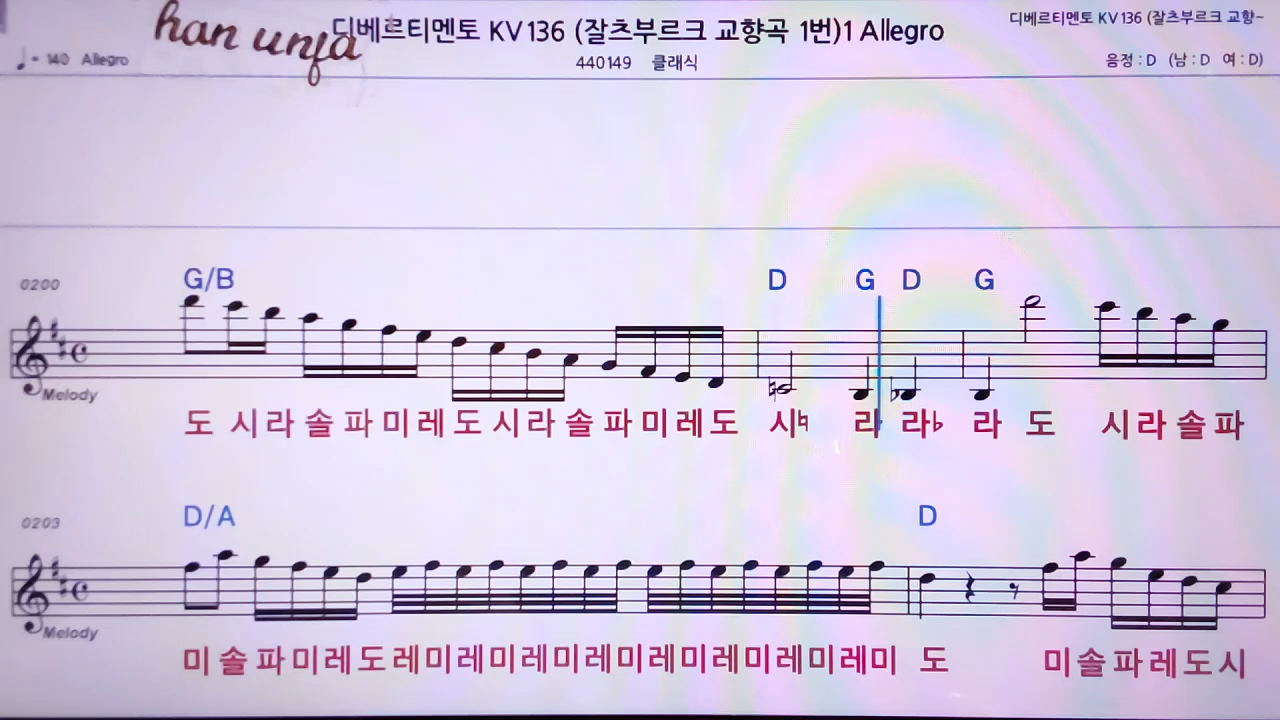 han unfa
디베르티멘토 KV136 (잘츠부르크 교향곡 1번)1 Allegro
디베르티멘토 KV136 (잘츠부르크 교향~
♩= 140 Allegro
440149 클래식
음정 : D (남 : D 여 : D)
0200
G/B D G D G
Melody
도 시 라 솔 파 미 레 도 시 라 솔 파 미 레 도 시♮ 라 라♭ 라 도 시 라 솔 파
0203
D/A D
Melody
미 솔 파 미 레 도 레 미 레 미 레 미 레 미 레 미 레 미 레 미 레 미 도 미 솔 파 레 도 시